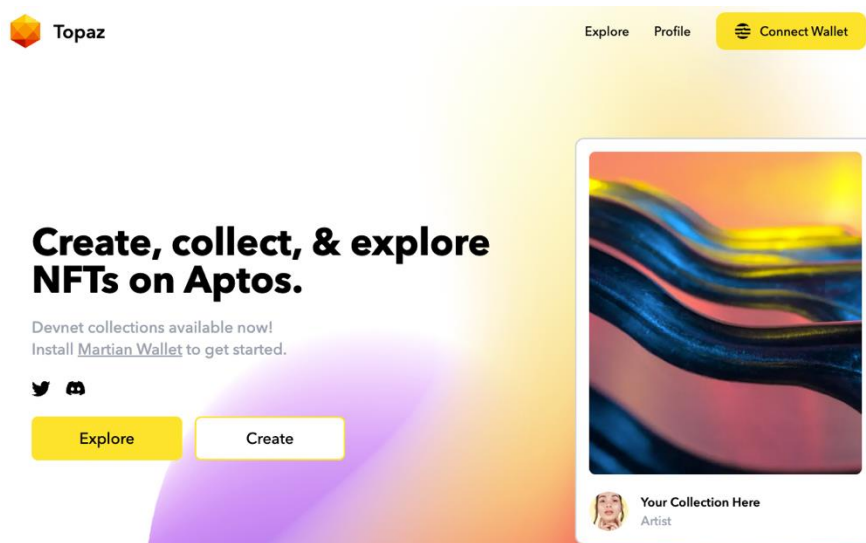 Topaz
Explore
Profile
Connect Wallet
Create, collect, & explore
NFTs on Aptos.
Devnet collections available now!
Install Martian Wallet to get started.
Explore
Create
Your Collection Here
Artist